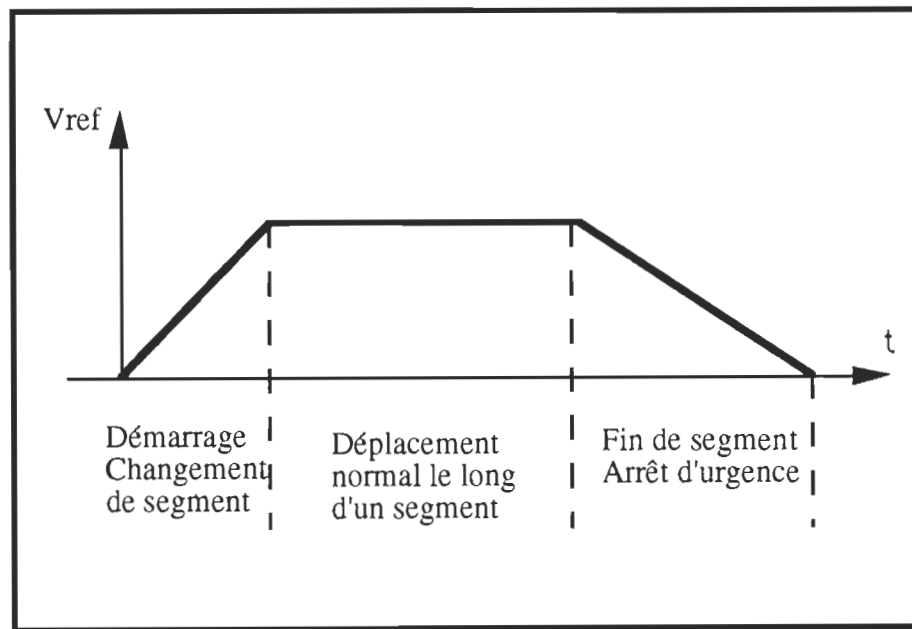 Vref
t
Démarrage
Changement
de segment
Déplacement
normal le long
d'un segment
Fin de segment
Arrêt d'urgence